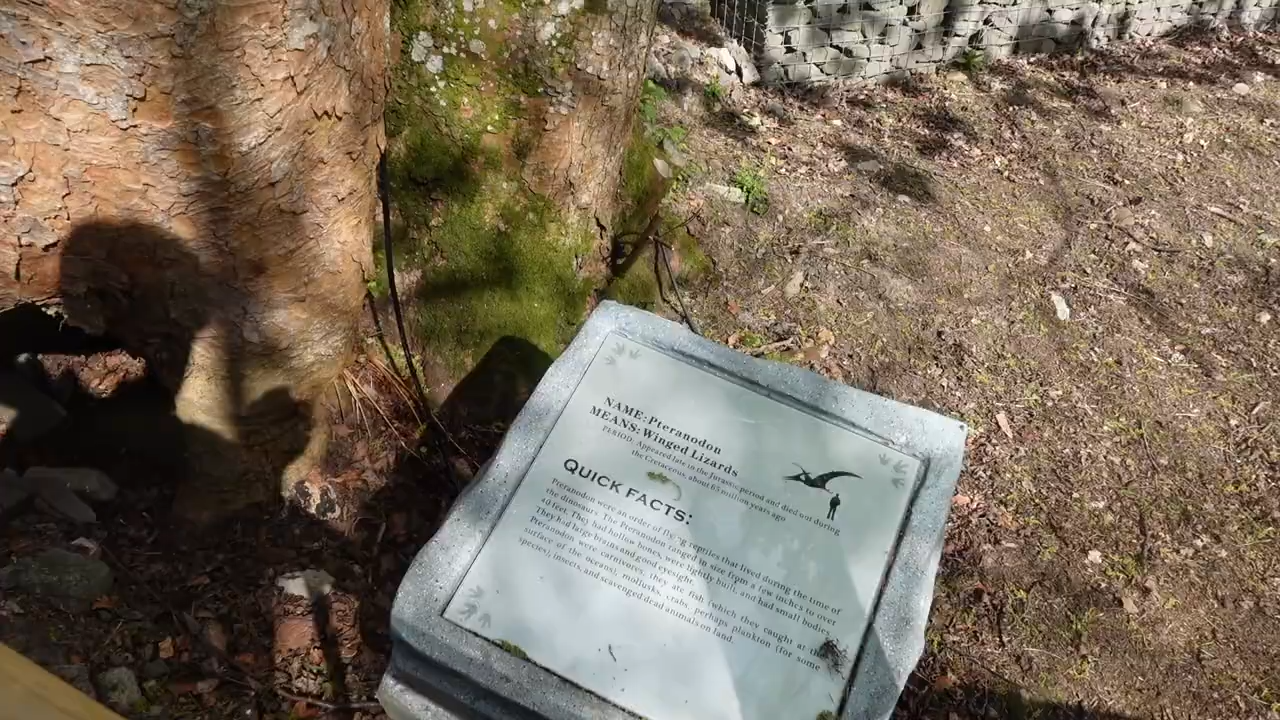 NAME: Pteranodon
MEANS: Winged Lizards
PERIOD: Appeared late in the Jurassic period and died out during
the Cretaceous, about 65 million years ago
QUICK FACTS:
Pteranodon were an order of flying reptiles that lived during the time of
the dinosaurs. The Pteranodon ranged in size from a few inches to over
40 feet. They had hollow bones, were lightly built, and had small bodies.
They had large brains and good eyesight.
Pteranodon were carnivores; they ate fish (which they caught at the
surface of the oceans), mollusks, crabs, perhaps plankton (for some
species), insects, and scavenged dead animals on land.